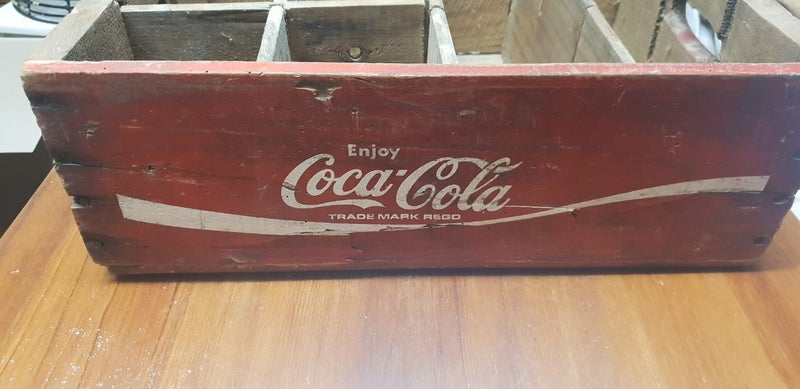 Enjoy
Coca-Cola
TRADE MARK REGD